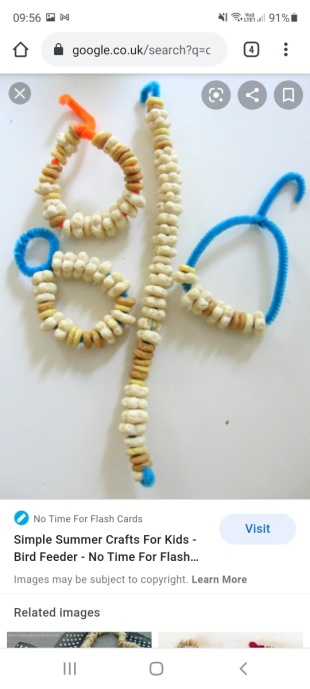 09:56
91%
google.co.uk/search?q=c
4
No Time For Flash Cards
Simple Summer Crafts For Kids -
Bird Feeder - No Time For Flash...
Visit
Images may be subject to copyright. Learn More
Related images